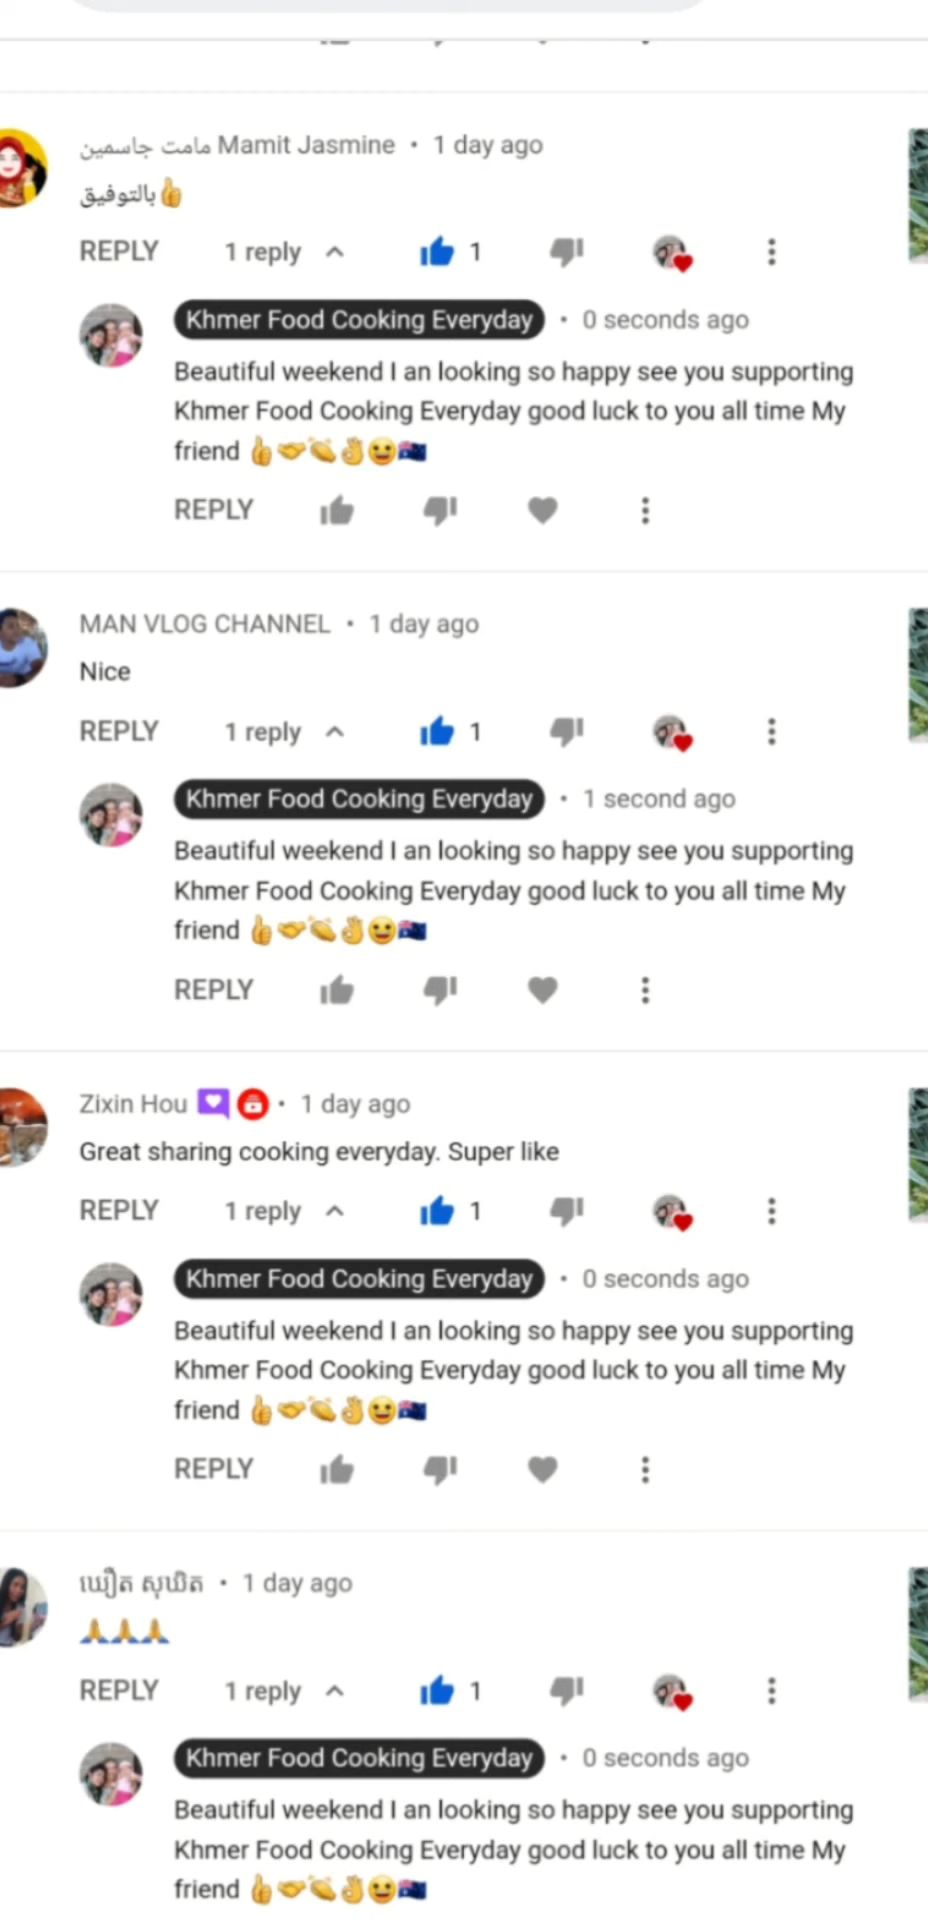 مامت جاسمين Mamit Jasmine • 1 day ago
بالتوفيق👍
REPLY 1 reply 1
Khmer Food Cooking Everyday • 0 seconds ago
Beautiful weekend I an looking so happy see you supporting
Khmer Food Cooking Everyday good luck to you all time My
friend 👍🤝👏👌😀🇦🇺
REPLY
MAN VLOG CHANNEL • 1 day ago
Nice
REPLY 1 reply 1
Khmer Food Cooking Everyday • 1 second ago
Beautiful weekend I an looking so happy see you supporting
Khmer Food Cooking Everyday good luck to you all time My
friend 👍🤝👏👌😀🇦🇺
REPLY
Zixin Hou • 1 day ago
Great sharing cooking everyday. Super like
REPLY 1 reply 1
Khmer Food Cooking Everyday • 0 seconds ago
Beautiful weekend I an looking so happy see you supporting
Khmer Food Cooking Everyday good luck to you all time My
friend 👍🤝👏👌😀🇦🇺
REPLY
ឃឿត សុឃិត • 1 day ago
🙏🙏🙏
REPLY 1 reply 1
Khmer Food Cooking Everyday • 0 seconds ago
Beautiful weekend I an looking so happy see you supporting
Khmer Food Cooking Everyday good luck to you all time My
friend 👍🤝👏👌😀🇦🇺